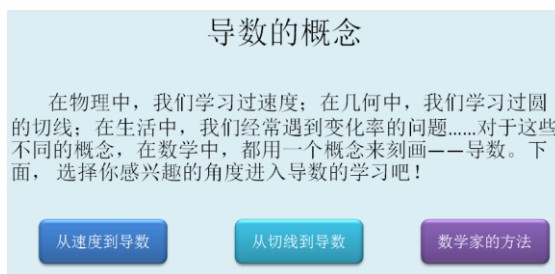 导数的概念
在物理中，我们学习过速度；在几何中，我们学习过圆
的切线；在生活中，我们经常遇到变化率的问题……对于这些
不同的概念，在数学中，都用一个概念来刻画——导数。下
面，选择你感兴趣的角度进入导数的学习吧！
从速度到导数
从切线到导数
数学家的方法